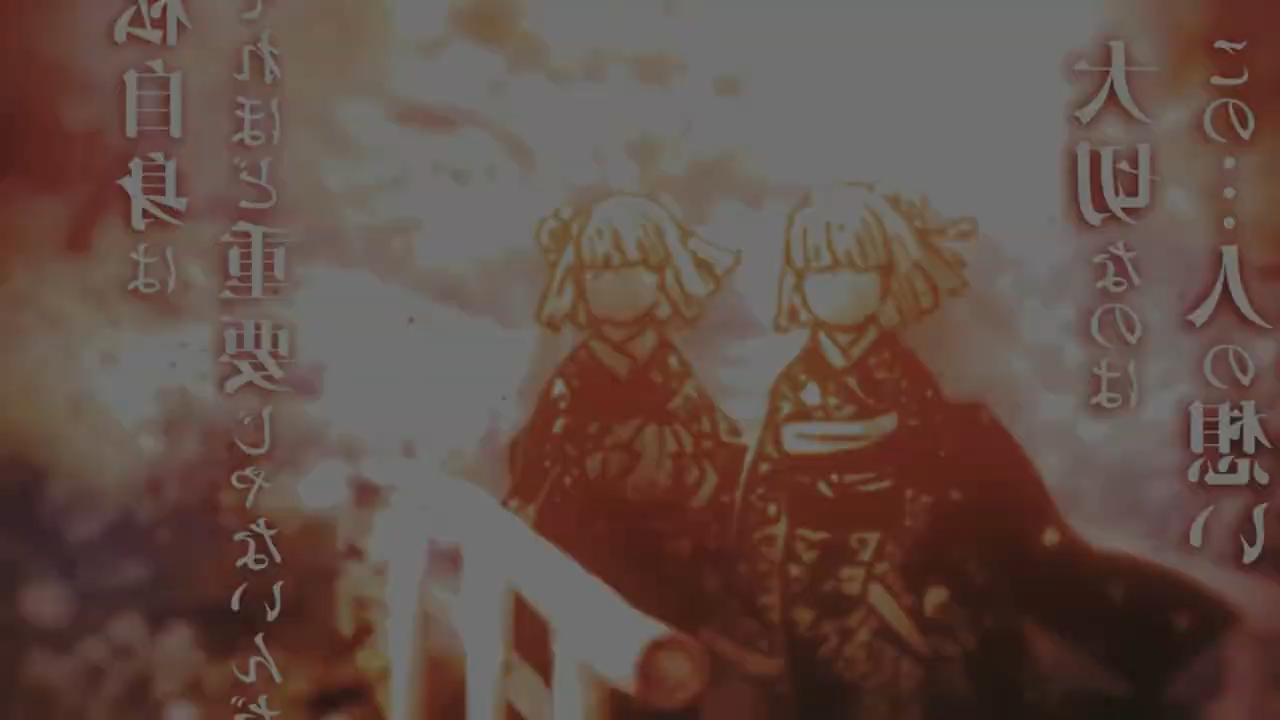 私自身は
それほど重要じゃないんだ
大切なのは
この…人の想い